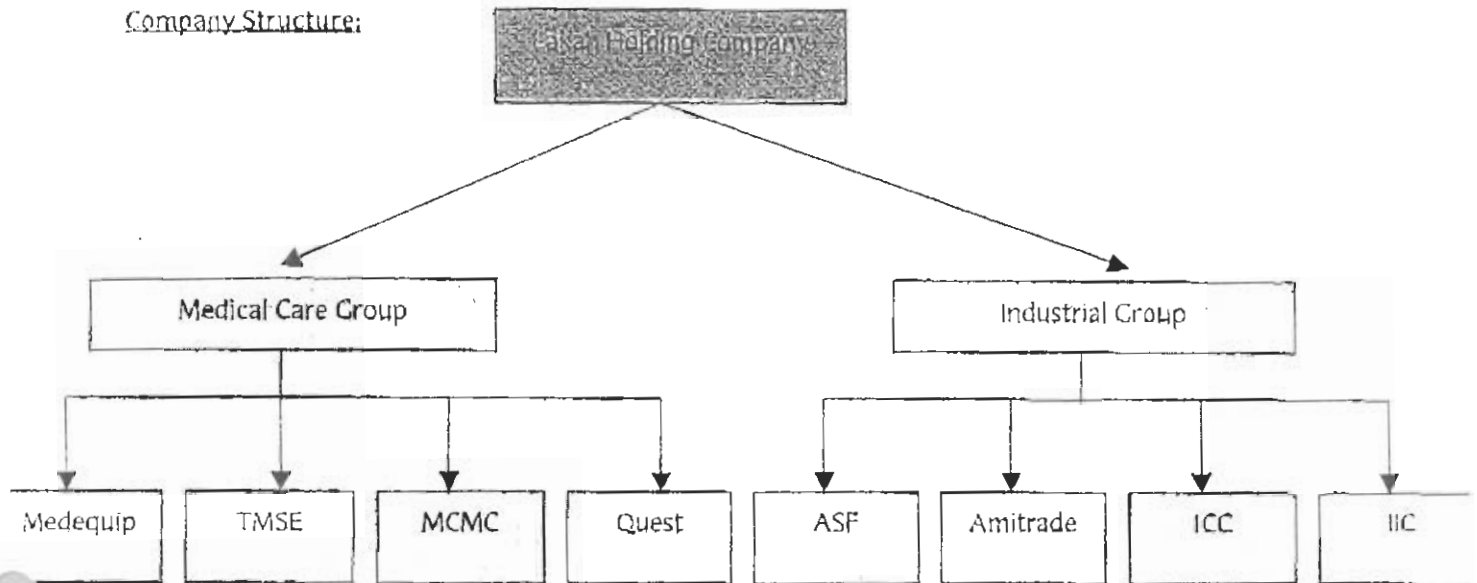 Company Structure:
Holding Company
Medical Care Group
Industrial Group
Medequip
TMSE
MCMC
Quest
ASF
Amitrade
ICC
IIC